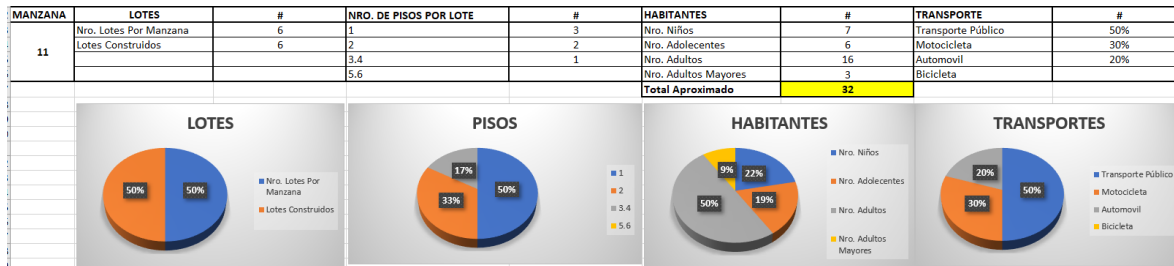 MANZANA LOTES # NRO. DE PISOS POR LOTE # HABITANTES # TRANSPORTE #
11
Nro. Lotes Por Manzana 6 1 3 Nro. Niños 7 Transporte Público 50%
Lotes Construidos 6 2 2 Nro. Adolecentes 6 Motocicleta 30%
3.4 1 Nro. Adultos 16 Automovil 20%
5.6 Nro. Adultos Mayores 3 Bicicleta
Total Aproximado 32
LOTES
50% 50%
Nro. Lotes Por
Manzana
Lotes Construidos
PISOS
17%
50%
33%
1
2
3.4
5.6
HABITANTES
9% 22%
50% 19%
Nro. Niños
Nro. Adolecentes
Nro. Adultos
Nro. Adultos
Mayores
TRANSPORTES
20%
50%
30%
Transporte Público
Motocicleta
Automovil
Bicicleta